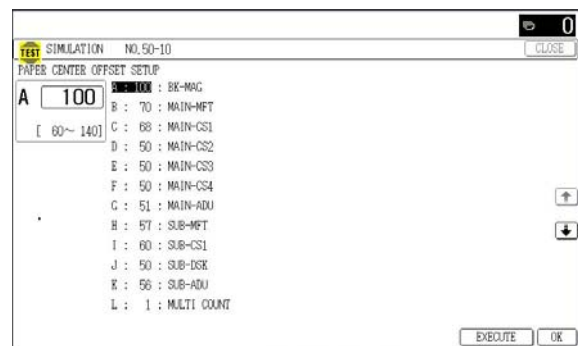 0
TEST SIMULATION NO.50-10 CLOSE
PAPER CENTER OFFSET SETUP
A 100
[ 60~ 140]
A : 100 : BK-MAG
B : 70 : MAIN-MFT
C : 68 : MAIN-CS1
D : 50 : MAIN-CS2
E : 50 : MAIN-CS3
F : 50 : MAIN-CS4
G : 51 : MAIN-ADU
H : 57 : SUB-MFT
I : 60 : SUB-CS1
J : 50 : SUB-DSK
K : 56 : SUB-ADU
L : 1 : MULTI COUNT
EXECUTE OK